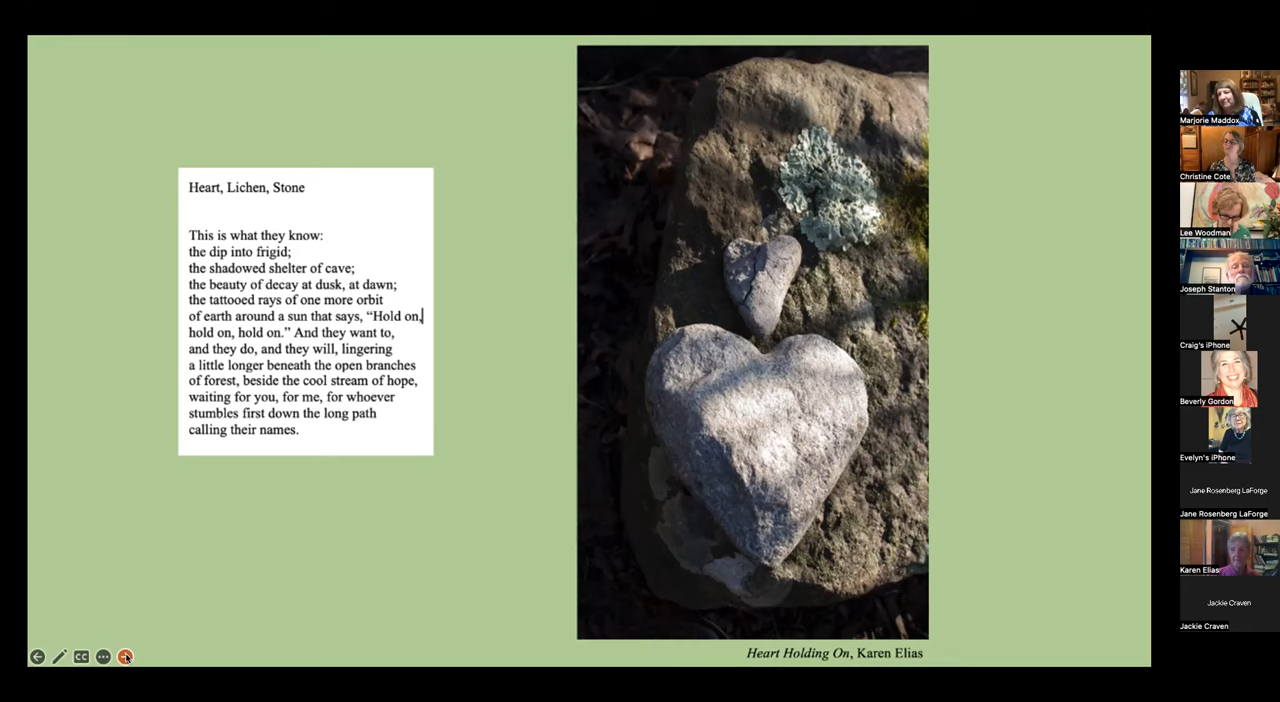 Heart, Lichen, Stone
This is what they know:
the dip into frigid;
the shadowed shelter of cave;
the beauty of decay at dusk, at dawn;
the tattooed rays of one more orbit
of earth around a sun that says, “Hold on,
hold on, hold on.” And they want to,
and they do, and they will, lingering
a little longer beneath the open branches
of forest, beside the cool stream of hope,
waiting for you, for me, for whoever
stumbles first down the long path
calling their names.
Heart Holding On, Karen Elias
CC
Marjorie Maddox
Christine Cote
Lee Woodman
Joseph Stanton
Craig's iPhone
Beverly Gordon
Evelyn's iPhone
Jane Rosenberg LaForge
Jane Rosenberg LaForge
Karen Elias
Jackie Craven
Jackie Craven